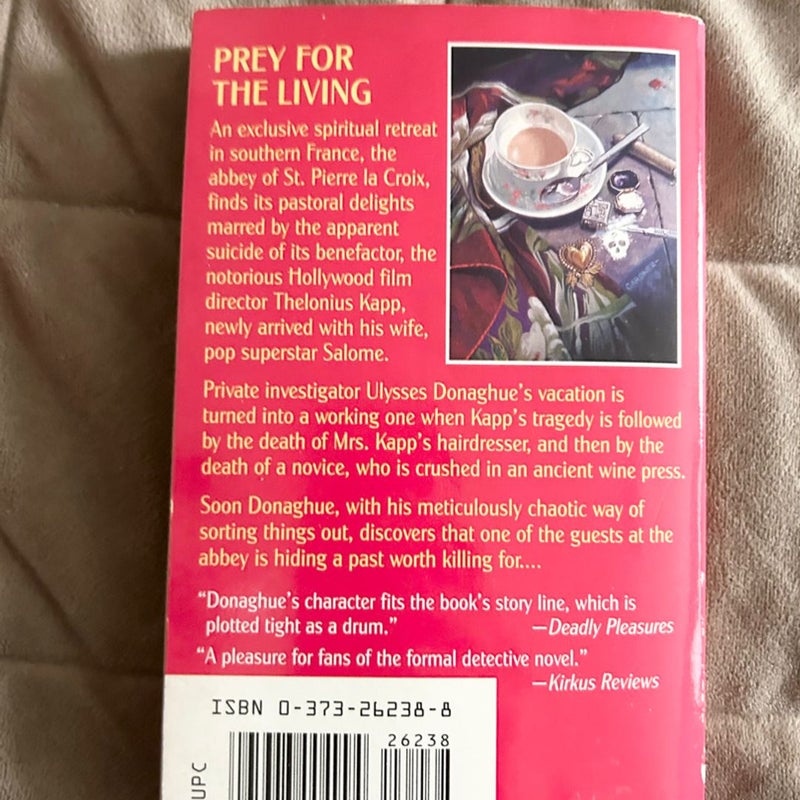 PREY FOR
THE LIVING
An exclusive spiritual retreat
in southern France, the
abbey of St. Pierre la Croix,
finds its pastoral delights
marred by the apparent
suicide of its benefactor, the
notorious Hollywood film
director Thelonius Kapp,
newly arrived with his wife,
pop superstar Salome.
Private investigator Ulysses Donaghue's vacation is
turned into a working one when Kapp's tragedy is followed
by the death of Mrs. Kapp's hairdresser, and then by the
death of a novice, who is crushed in an ancient wine press.
Soon Donaghue, with his meticulously chaotic way of
sorting things out, discovers that one of the guests at the
abbey is hiding a past worth killing for....
“Donaghue's character fits the book's story line, which is
plotted tight as a drum.” —Deadly Pleasures
“A pleasure for fans of the formal detective novel.”
—Kirkus Reviews
ISBN 0-373-26238-8
26238
UPC